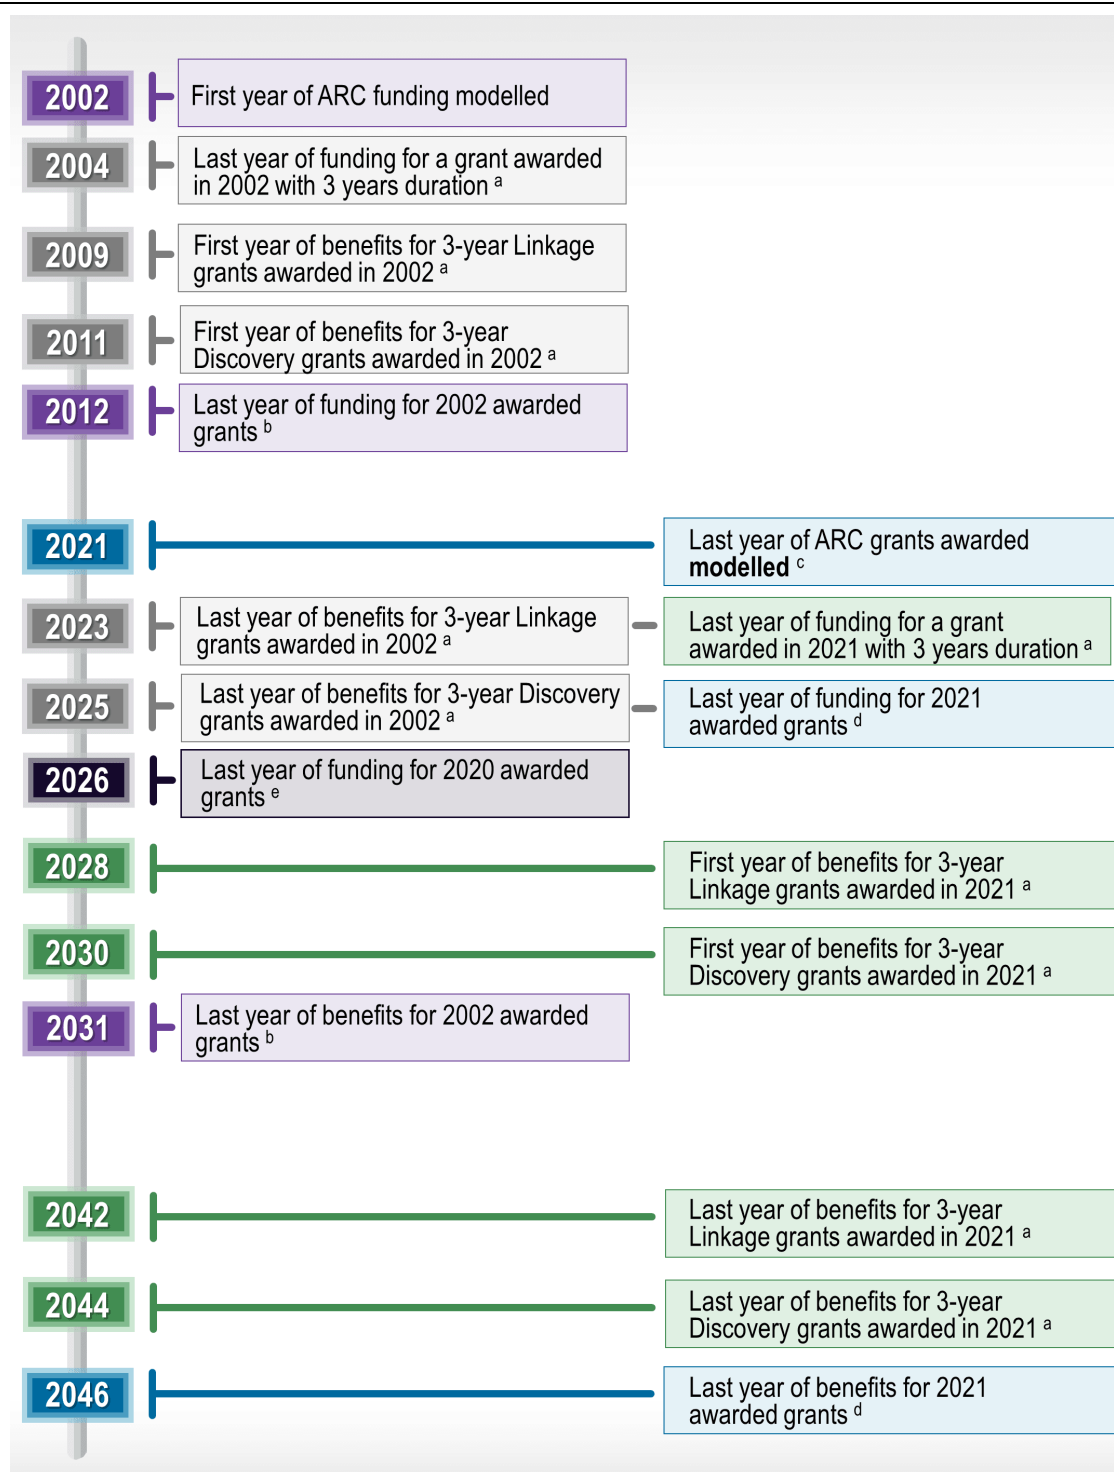 2002
First year of ARC funding modelled
2004
Last year of funding for a grant awarded
in 2002 with 3 years duration a
2009
First year of benefits for 3-year Linkage
grants awarded in 2002 a
2011
First year of benefits for 3-year
Discovery grants awarded in 2002 a
2012
Last year of funding for 2002 awarded
grants b
2021
Last year of ARC grants awarded
modelled c
2023
Last year of benefits for 3-year Linkage
grants awarded in 2002 a
Last year of funding for a grant
awarded in 2021 with 3 years duration a
2025
Last year of benefits for 3-year Discovery
grants awarded in 2002 a
Last year of funding for 2021
awarded grants d
2026
Last year of funding for 2020 awarded
grants e
2028
First year of benefits for 3-year
Linkage grants awarded in 2021 a
2030
First year of benefits for 3-year
Discovery grants awarded in 2021 a
2031
Last year of benefits for 2002 awarded
grants b
2042
Last year of benefits for 3-year
Linkage grants awarded in 2021 a
2044
Last year of benefits for 3-year
Discovery grants awarded in 2021 a
2046
Last year of benefits for 2021
awarded grants d